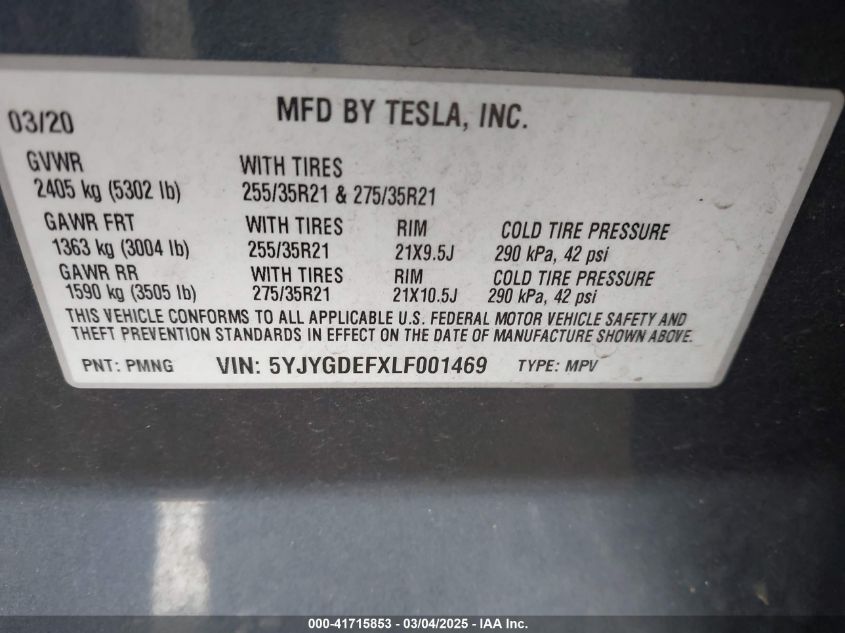 03/20 MFD BY TESLA, INC.
GVWR WITH TIRES
2405 kg (5302 lb) 255/35R21 & 275/35R21
GAWR FRT WITH TIRES RIM COLD TIRE PRESSURE
1363 kg (3004 lb) 255/35R21 21X9.5J 290 kPa, 42 psi
GAWR RR WITH TIRES RIM COLD TIRE PRESSURE
1590 kg (3505 lb) 275/35R21 21X10.5J 290 kPa, 42 psi
THIS VEHICLE CONFORMS TO ALL APPLICABLE U.S. FEDERAL MOTOR VEHICLE SAFETY AND
THEFT PREVENTION STANDARDS IN EFFECT ON THE DATE OF MANUFACTURE SHOWN ABOVE.
PNT: PMNG VIN: 5YJYGDEFXLF001469 TYPE: MPV
000-41715853 - 03/04/2025 - IAA Inc.